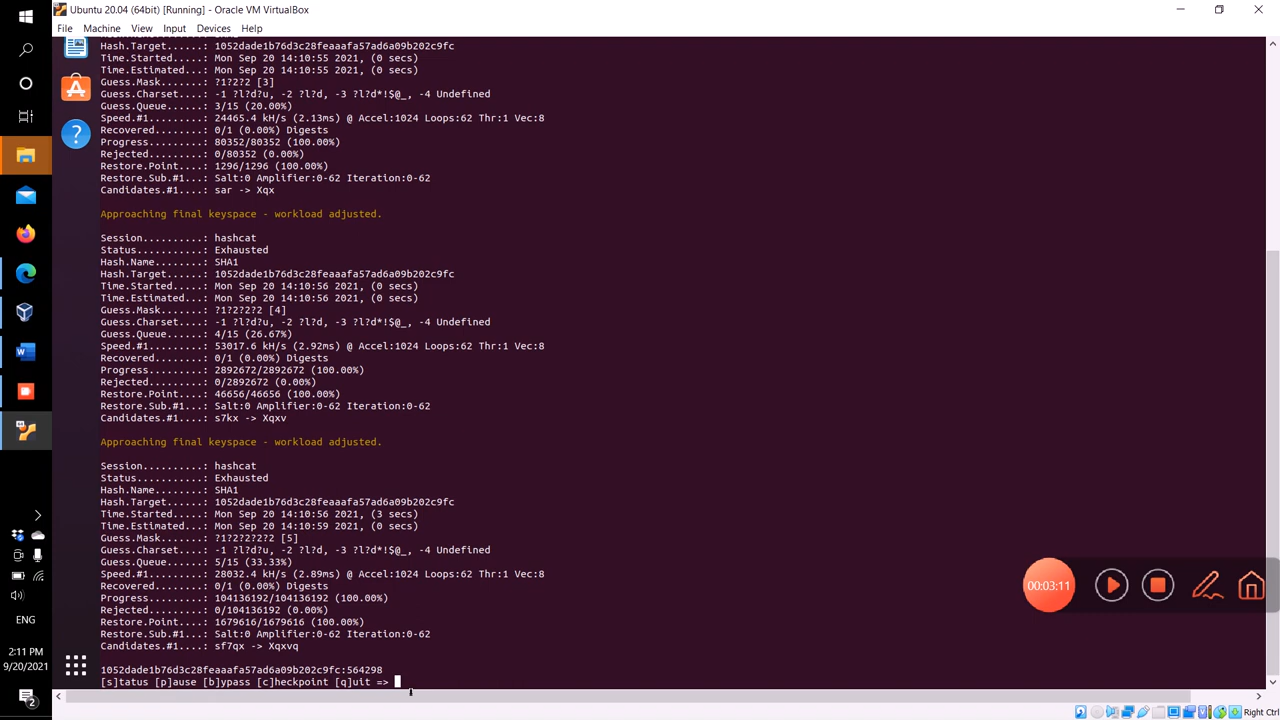 Ubuntu 20.04 (64bit) [Running] - Oracle VM VirtualBox
File Machine View Input Devices Help
Hash.Target......: 1052dade1b76d3c28feaaafa57ad6a09b202c9fc
Time.Started.....: Mon Sep 20 14:10:55 2021, (0 secs)
Time.Estimated...: Mon Sep 20 14:10:55 2021, (0 secs)
Guess.Mask.......: ?1?2?2 [3]
Guess.Charset....: -1 ?l?d?u, -2 ?l?d, -3 ?l?d*!$@_, -4 Undefined
Guess.Queue......: 3/15 (20.00%)
Speed.#1.........: 24465.4 kH/s (2.13ms) @ Accel:1024 Loops:62 Thr:1 Vec:8
Recovered........: 0/1 (0.00%) Digests
Progress.........: 80352/80352 (100.00%)
Rejected.........: 0/80352 (0.00%)
Restore.Point....: 1296/1296 (100.00%)
Restore.Sub.#1...: Salt:0 Amplifier:0-62 Iteration:0-62
Candidates.#1....: sar -> Xqx
Approaching final keyspace - workload adjusted.
Session..........: hashcat
Status...........: Exhausted
Hash.Name........: SHA1
Hash.Target......: 1052dade1b76d3c28feaaafa57ad6a09b202c9fc
Time.Started.....: Mon Sep 20 14:10:56 2021, (0 secs)
Time.Estimated...: Mon Sep 20 14:10:56 2021, (0 secs)
Guess.Mask.......: ?1?2?2?2 [4]
Guess.Charset....: -1 ?l?d?u, -2 ?l?d, -3 ?l?d*!$@_, -4 Undefined
Guess.Queue......: 4/15 (26.67%)
Speed.#1.........: 53017.6 kH/s (2.92ms) @ Accel:1024 Loops:62 Thr:1 Vec:8
Recovered........: 0/1 (0.00%) Digests
Progress.........: 2892672/2892672 (100.00%)
Rejected.........: 0/2892672 (0.00%)
Restore.Point....: 46656/46656 (100.00%)
Restore.Sub.#1...: Salt:0 Amplifier:0-62 Iteration:0-62
Candidates.#1....: s7kx -> Xqxv
Approaching final keyspace - workload adjusted.
Session..........: hashcat
Status...........: Exhausted
Hash.Name........: SHA1
Hash.Target......: 1052dade1b76d3c28feaaafa57ad6a09b202c9fc
Time.Started.....: Mon Sep 20 14:10:56 2021, (3 secs)
Time.Estimated...: Mon Sep 20 14:10:59 2021, (0 secs)
Guess.Mask.......: ?1?2?2?2?2 [5]
Guess.Charset....: -1 ?l?d?u, -2 ?l?d, -3 ?l?d*!$@_, -4 Undefined
Guess.Queue......: 5/15 (33.33%)
Speed.#1.........: 28032.4 kH/s (2.89ms) @ Accel:1024 Loops:62 Thr:1 Vec:8
Recovered........: 0/1 (0.00%) Digests
Progress.........: 104136192/104136192 (100.00%)
Rejected.........: 0/104136192 (0.00%)
Restore.Point....: 1679616/1679616 (100.00%)
Restore.Sub.#1...: Salt:0 Amplifier:0-62 Iteration:0-62
Candidates.#1....: sf7qx -> Xqxvq
1052dade1b76d3c28feaaafa57ad6a09b202c9fc:564298
[s]tatus [p]ause [b]ypass [c]heckpoint [q]uit =>
00:03:11
ENG
2:11 PM
9/20/2021
2
Right Ctrl